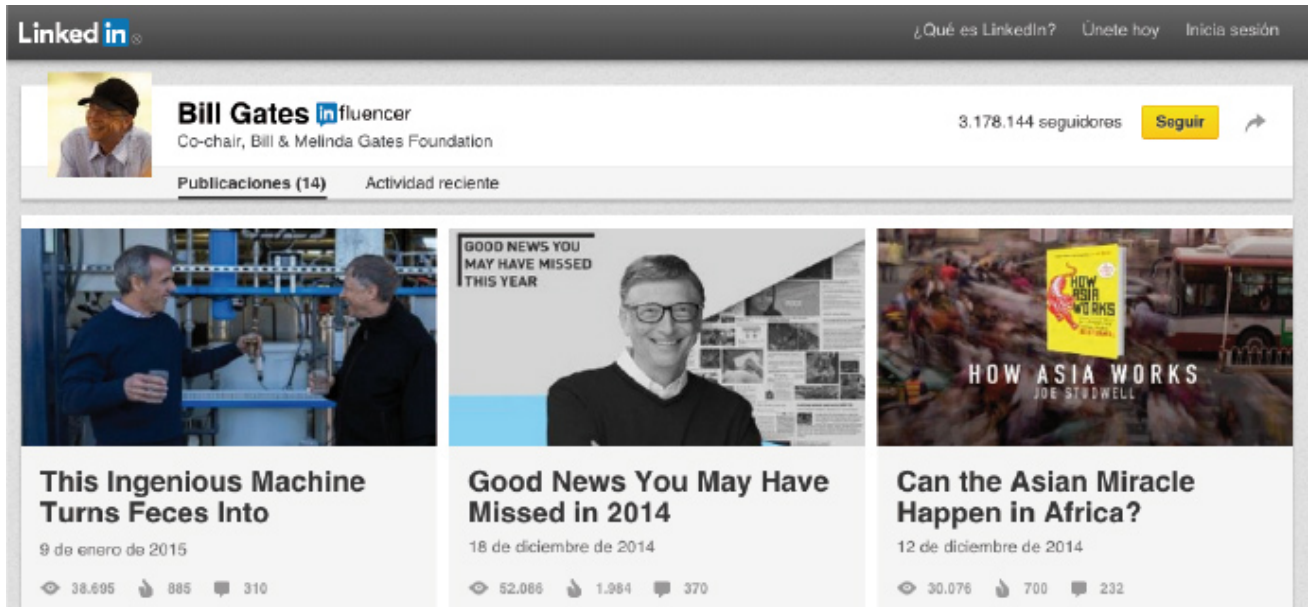 Linked in ®
¿Qué es LinkedIn? Únete hoy Inicia sesión
Bill Gates influencer
Co-chair, Bill & Melinda Gates Foundation
3.178.144 seguidores Seguir
Publicaciones (14) Actividad reciente
GOOD NEWS YOU
MAY HAVE MISSED
THIS YEAR
HOW
ASIA
WORKS
HOW ASIA WORKS
JOE STUDWELL
This Ingenious Machine
Turns Feces Into
9 de enero de 2015
38.695 885 310
Good News You May Have
Missed in 2014
18 de diciembre de 2014
52.086 1.984 370
Can the Asian Miracle
Happen in Africa?
12 de diciembre de 2014
30.076 700 232